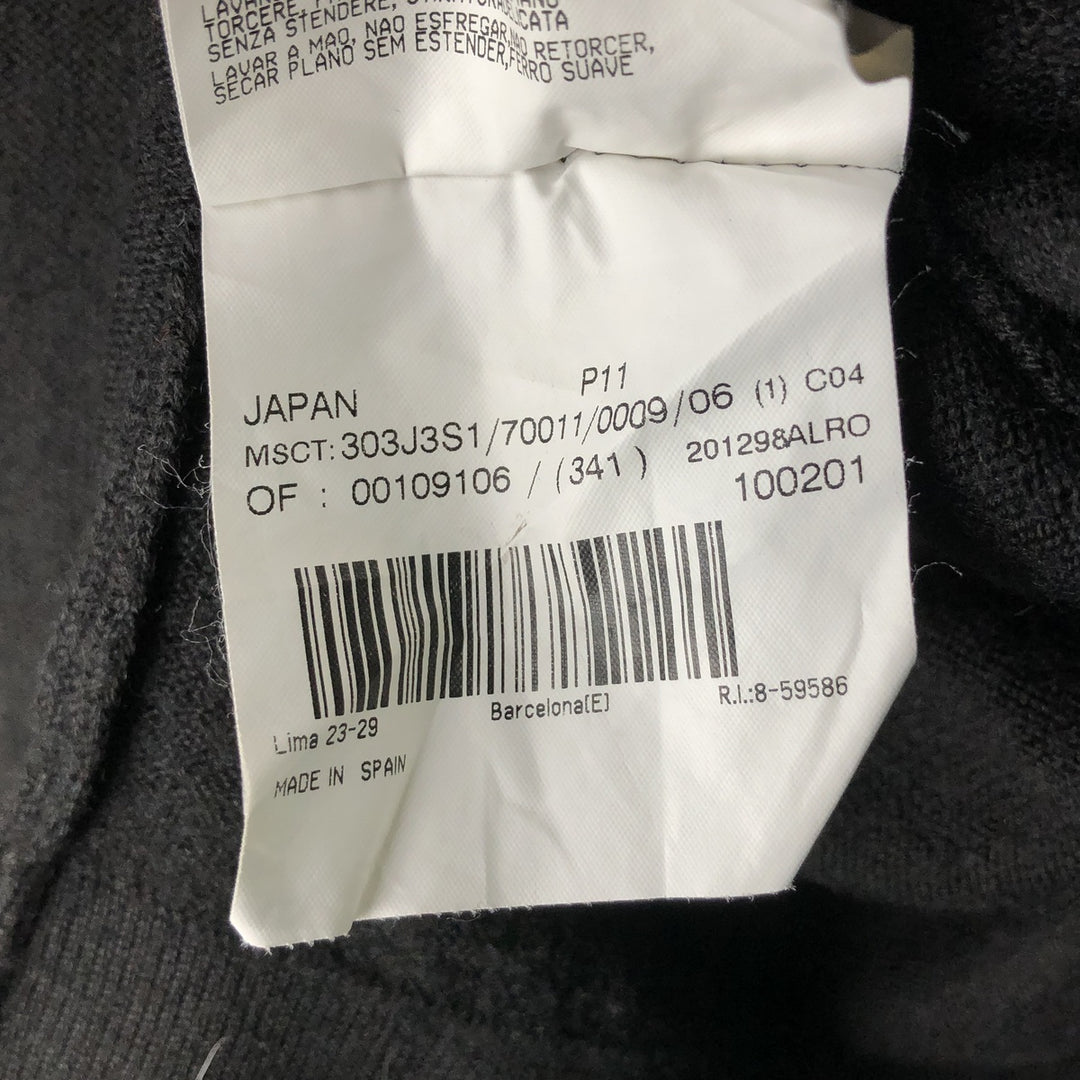 TORCERE,
SENZA STENDERE,
LAVAR A MAO, NAO ESFREGAR, NAO RETORCER,
SECAR PLANO SEM ESTENDER, FERRO SUAVE
JAPAN P11
MSCT: 303J3S1/70011/0009/06 (1) C04
OF : 00109106 / (341) 201298&ALRO
100201
Lima 23-29 Barcelona[E] R.I.:8-59586
MADE IN SPAIN